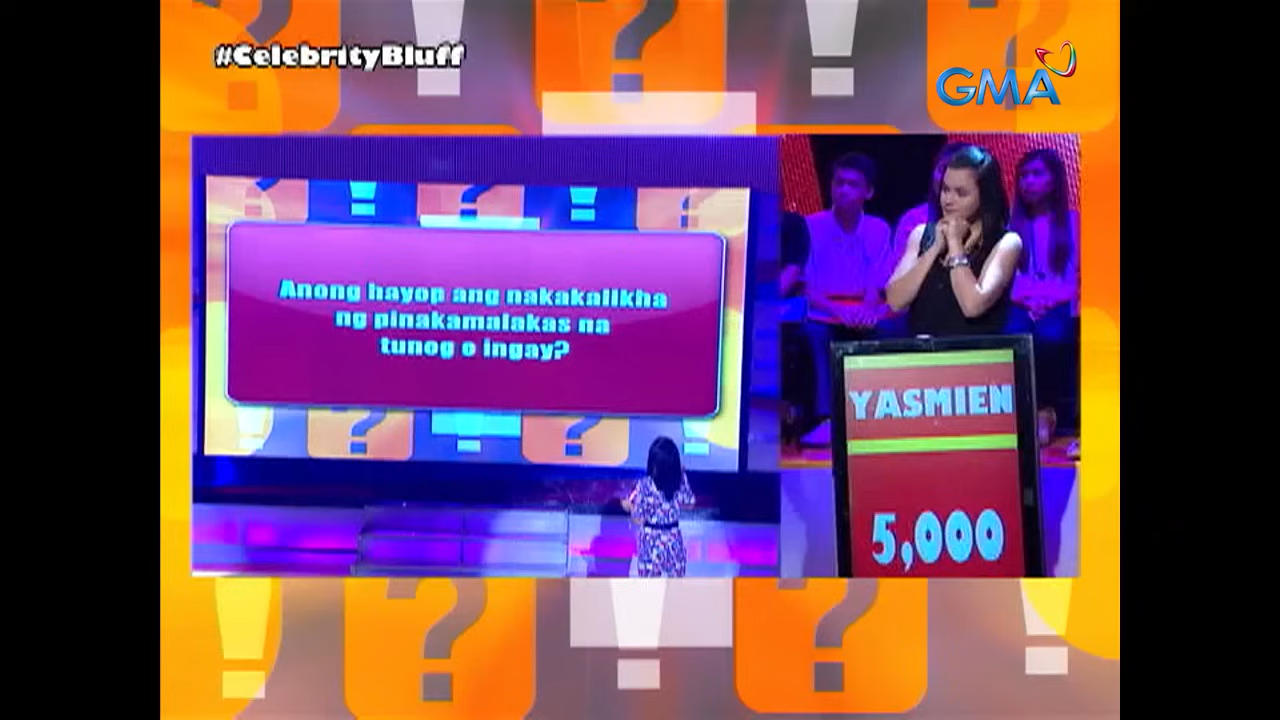 #CelebrityBluff
GMA
Anong hayop ang nakakalikha
ng pinakamalakas na
tunog o ingay?
YASMIEN
5,000